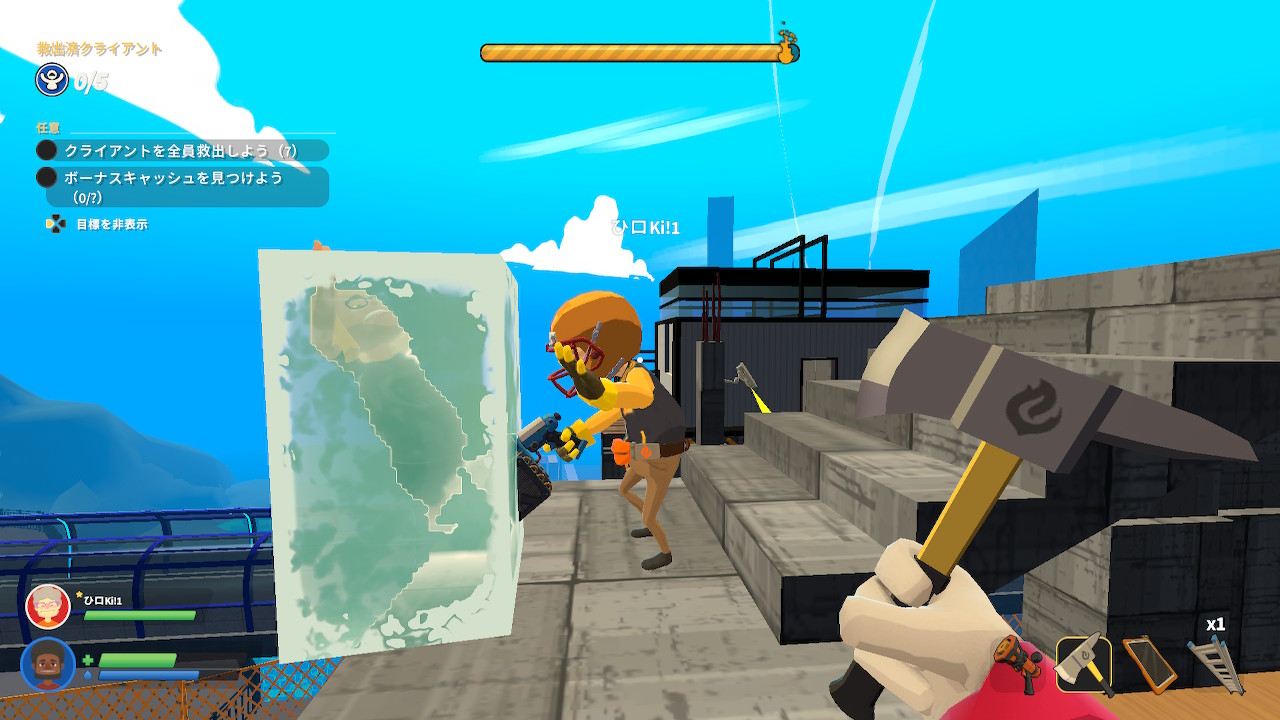 救出済クライアント
0/5
任意
クライアントを全員救出しよう（7）
ボーナスキャッシュを見つけよう
（0/?）
目標を非表示
ひ口Ki!1
ひ口Ki!1
x1